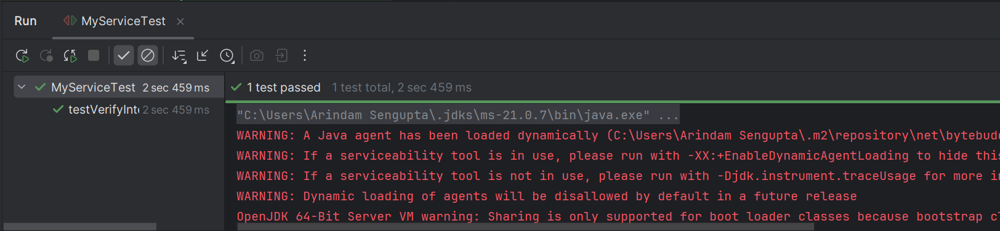 Run MyServiceTest
MyServiceTest 2 sec 459 ms
1 test passed 1 test total, 2 sec 459 ms
testVerifyInt 2 sec 459 ms
"C:\Users\Arindam Sengupta\.jdks\ms-21.0.7\bin\java.exe" ...
WARNING: A Java agent has been loaded dynamically (C:\Users\Arindam Sengupta\.m2\repository\net\bytebudd
WARNING: If a serviceability tool is in use, please run with -XX:+EnableDynamicAgentLoading to hide this
WARNING: If a serviceability tool is not in use, please run with -Djdk.instrument.traceUsage for more in
WARNING: Dynamic loading of agents will be disallowed by default in a future release
OpenJDK 64-Bit Server VM warning: Sharing is only supported for boot loader classes because bootstrap cl